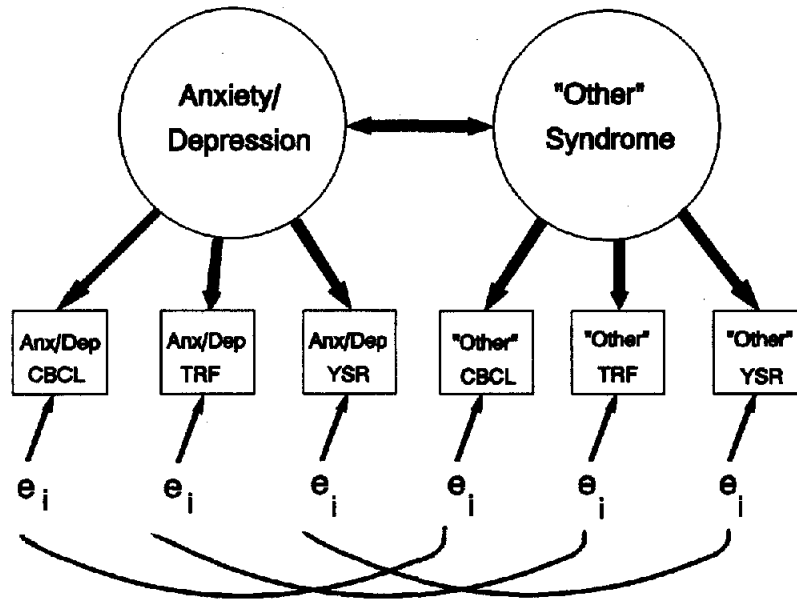 Anxiety/
Depression
"Other"
Syndrome
Anx/Dep
CBCL
Anx/Dep
TRF
Anx/Dep
YSR
"Other"
CBCL
"Other"
TRF
"Other"
YSR
e i
e i
e i
e i
e i
e i